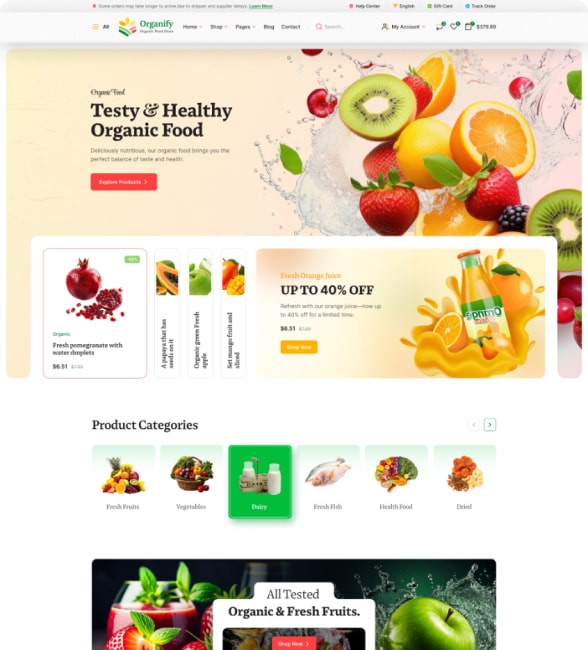 Some orders may take longer to arrive due to shipper and supplier delays. Learn More
Help Center
English
Gift Card
Track Order
All
Organify
Organic Food Store
Home
Shop
Pages
Blog
Contact
Search...
My Account
$379.89
Organic Food
Testy & Healthy
Organic Food
Deliciously nutritious, our organic food brings you the
perfect balance of taste and health.
Explore Products
Organic
Fresh pomegranate with
water droplets
$6.51 $7.99
A papaya that has
seeds on it
Organic green Fresh
apple
Set mango fruit and
sliced
Fresh Orange Juice
UP TO 40% OFF
Refresh with our orange juice—now up
to 40% off for a limited time.
$6.51 $7.99
Shop Now
Product Categories
Fresh Fruits
Vegetables
Dairy
Fresh Fish
Health Food
Dried
All Tested
Organic & Fresh Fruits.
Shop Now